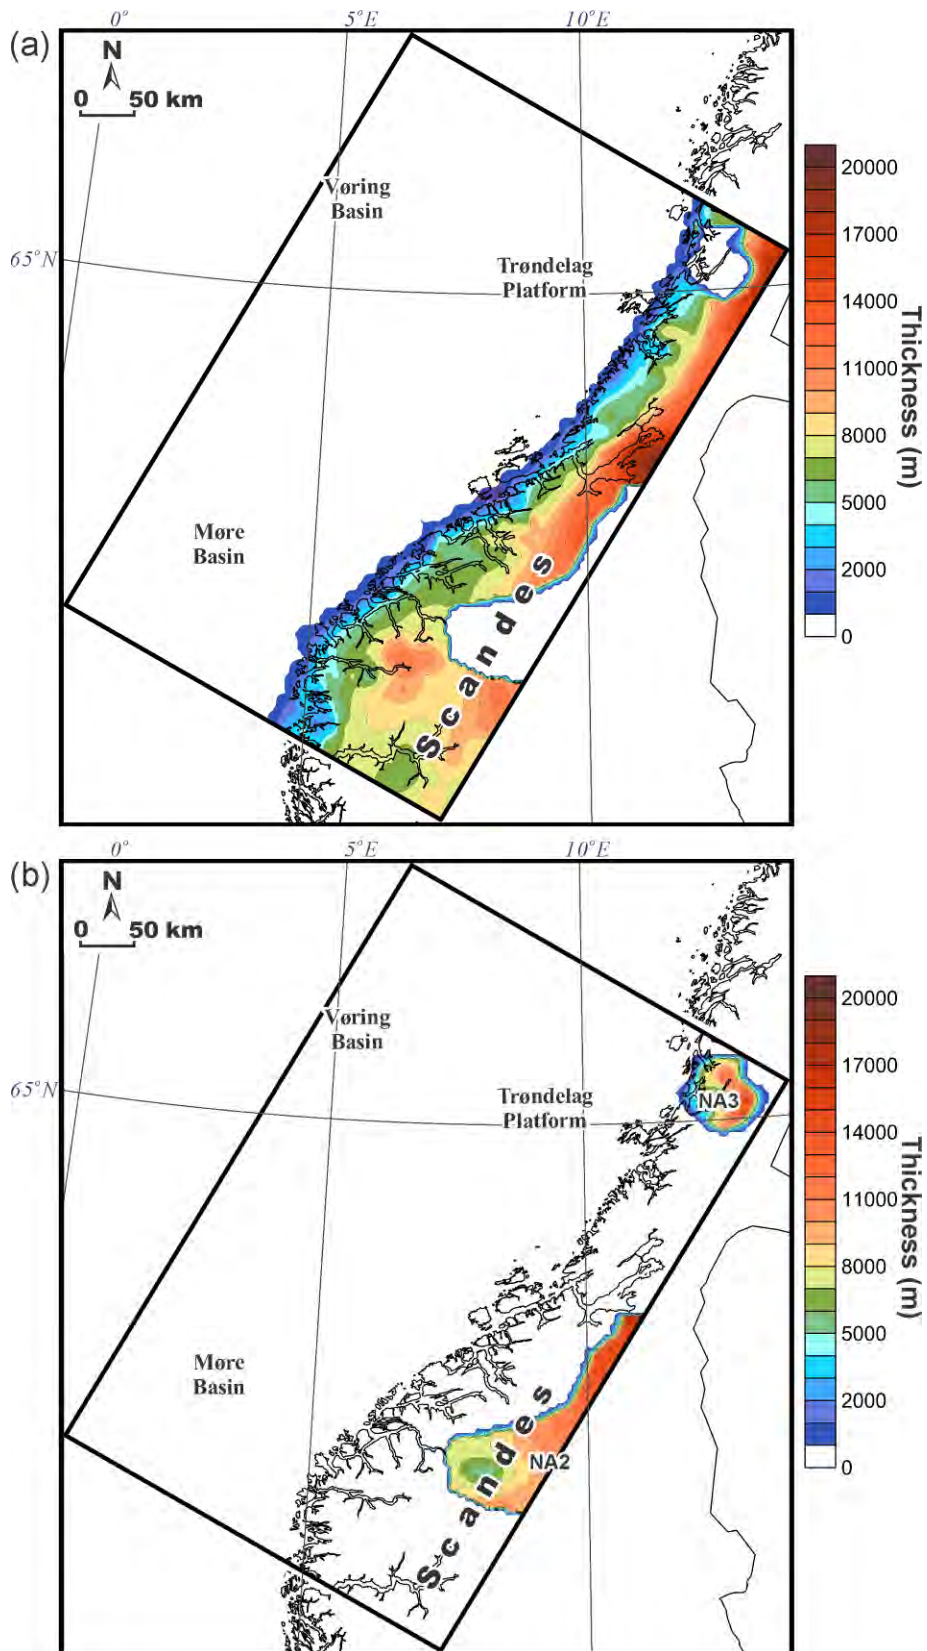 0°
5°E
10°E
(a)
N
0 50 km
Vøring
Basin
65°N
Trøndelag
Platform
Møre
Basin
Scandes
20000
17000
14000
11000
8000
5000
2000
0
Thickness (m)
0°
5°E
10°E
(b)
N
0 50 km
Vøring
Basin
65°N
Trøndelag
Platform
NA3
Møre
Basin
NA2
Scandes
20000
17000
14000
11000
8000
5000
2000
0
Thickness (m)